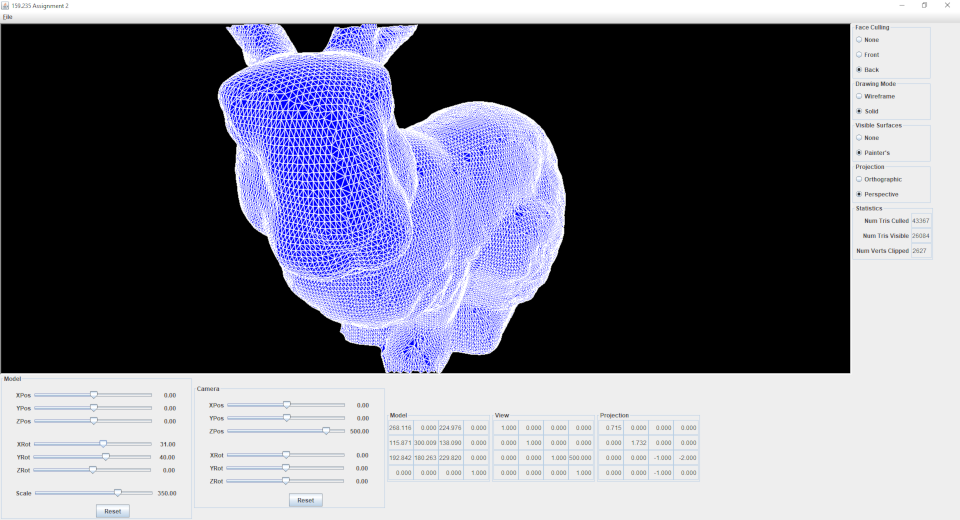 159.235 Assignment 2
File
Face Culling
None
Front
Back
Drawing Mode
Wireframe
Solid
Visible Surfaces
None
Painter's
Projection
Orthographic
Perspective
Statistics
Num Tris Culled 43367
Num Tris Visible 26084
Num Verts Clipped 2627
Model
XPos 0.00
YPos 0.00
ZPos 0.00
XRot 31.00
YRot 40.00
ZRot 0.00
Scale 350.00
Reset
Camera
XPos 0.00
YPos 0.00
ZPos 500.00
XRot 0.00
YRot 0.00
ZRot 0.00
Reset
Model
268.116 0.000 224.976 0.000
115.871 300.009 138.090 0.000
192.842 180.263 229.820 0.000
0.000 0.000 0.000 1.000
View
1.000 0.000 0.000 0.000
0.000 1.000 0.000 0.000
0.000 0.000 1.000 500.000
0.000 0.000 0.000 1.000
Projection
0.715 0.000 0.000 0.000
0.000 1.732 0.000 0.000
0.000 0.000 -1.000 -2.000
0.000 0.000 -1.000 0.000